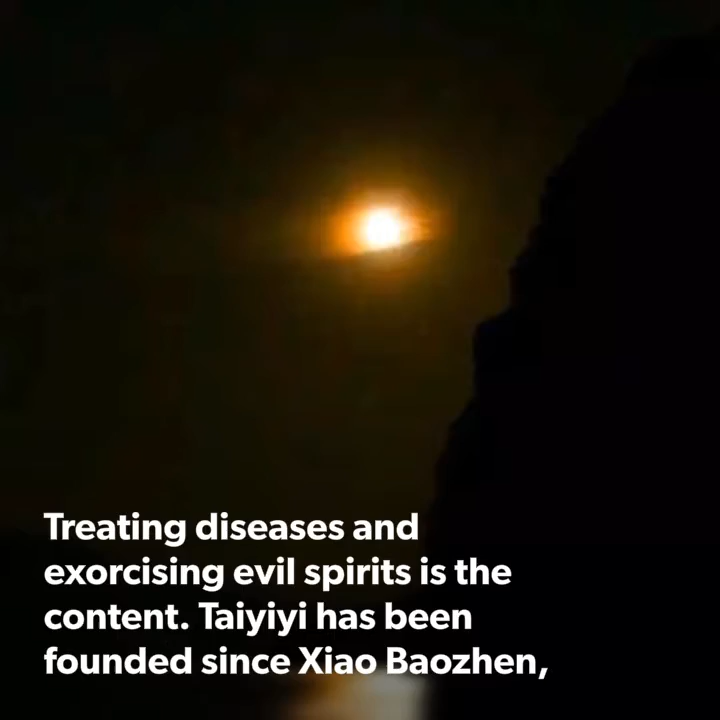 Treating diseases and
exorcising evil spirits is the
content. Taiyiyi has been
founded since Xiao Baozhen,